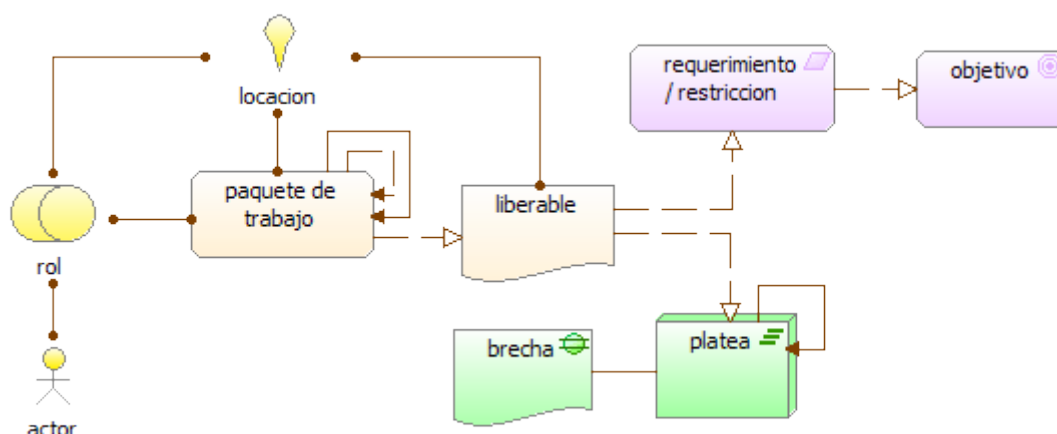 locacion
requerimiento
/ restriccion
objetivo
paquete de
trabajo
liberable
rol
brecha
platea
actor